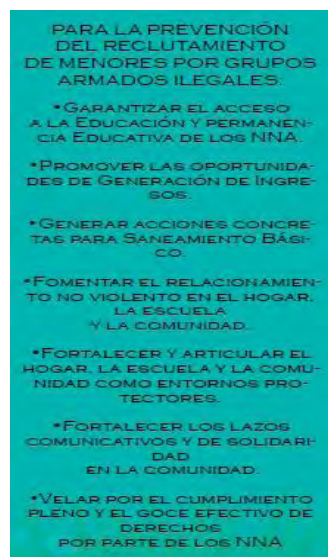 PARA LA PREVENCIÓN
DEL RECLUTAMIENTO
DE MENORES POR GRUPOS
ARMADOS ILEGALES:
•GARANTIZAR EL ACCESO
A LA EDUCACIÓN Y PERMANEN-
CIA EDUCATIVA DE LOS NNA.
•PROMOVER LAS OPORTUNIDA-
DES DE GENERACIÓN DE INGRE-
SOS.
•GENERAR ACCIONES CONCRE-
TAS PARA SANEAMIENTO BÁSI-
CO.
•FOMENTAR EL RELACIONAMIEN-
TO NO VIOLENTO EN EL HOGAR,
LA ESCUELA
Y LA COMUNIDAD.
•FORTALECER Y ARTICULAR EL
HOGAR, LA ESCUELA Y LA COMU-
NIDAD COMO ENTORNOS PRO-
TECTORES.
•FORTALECER LOS LAZOS
COMUNICATIVOS Y DE SOLIDARI-
DAD
EN LA COMUNIDAD.
•VELAR POR EL CUMPLIMIENTO
PLENO Y EL GOCE EFECTIVO DE
DERECHOS
POR PARTE DE LOS NNA